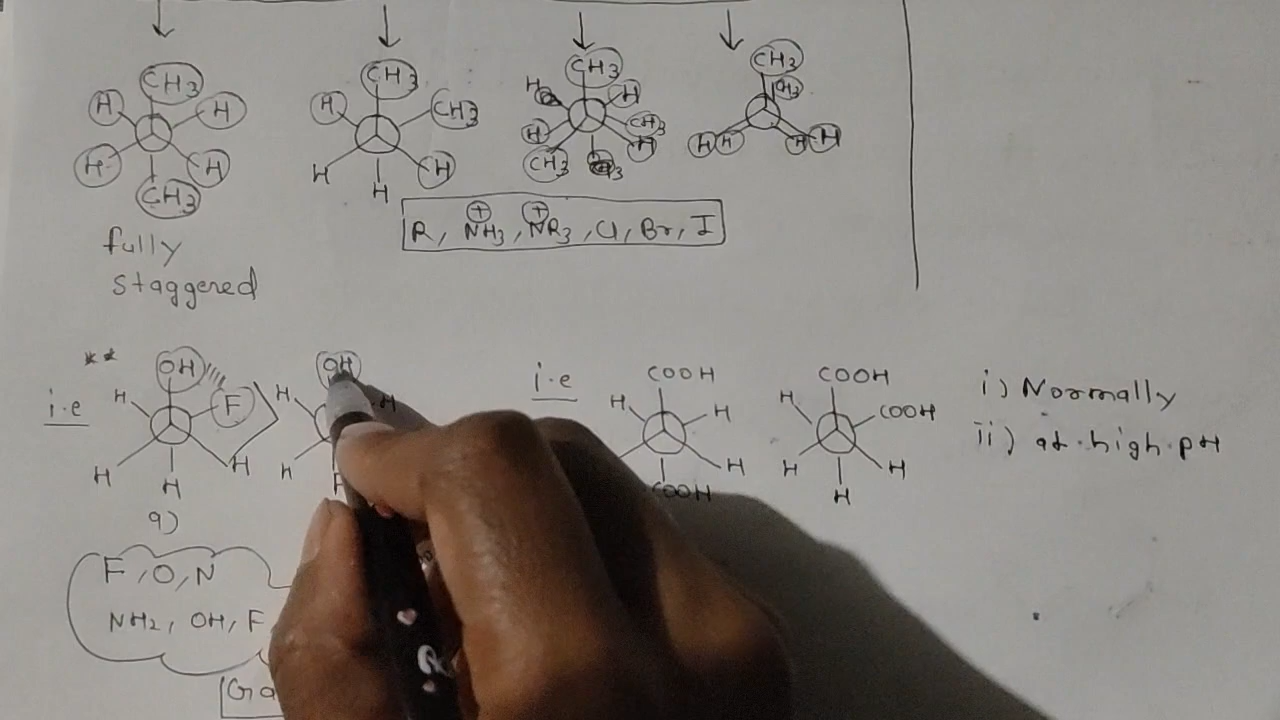 CH3 CH3 CH3 CH3
H H H CH3 H H CH3
H H H H H CH3 H H H H H
CH3 H CH3
R, NH3, NR3, Cl, Br, I
⊕ ⊕
fully
staggered
**
i.e OH F H H H H
OH H H H
i.e COOH H H H COOH
COOH H COOH H H H
i) Normally
ii) at high pH
a)
F, O, N
NH2, OH, F